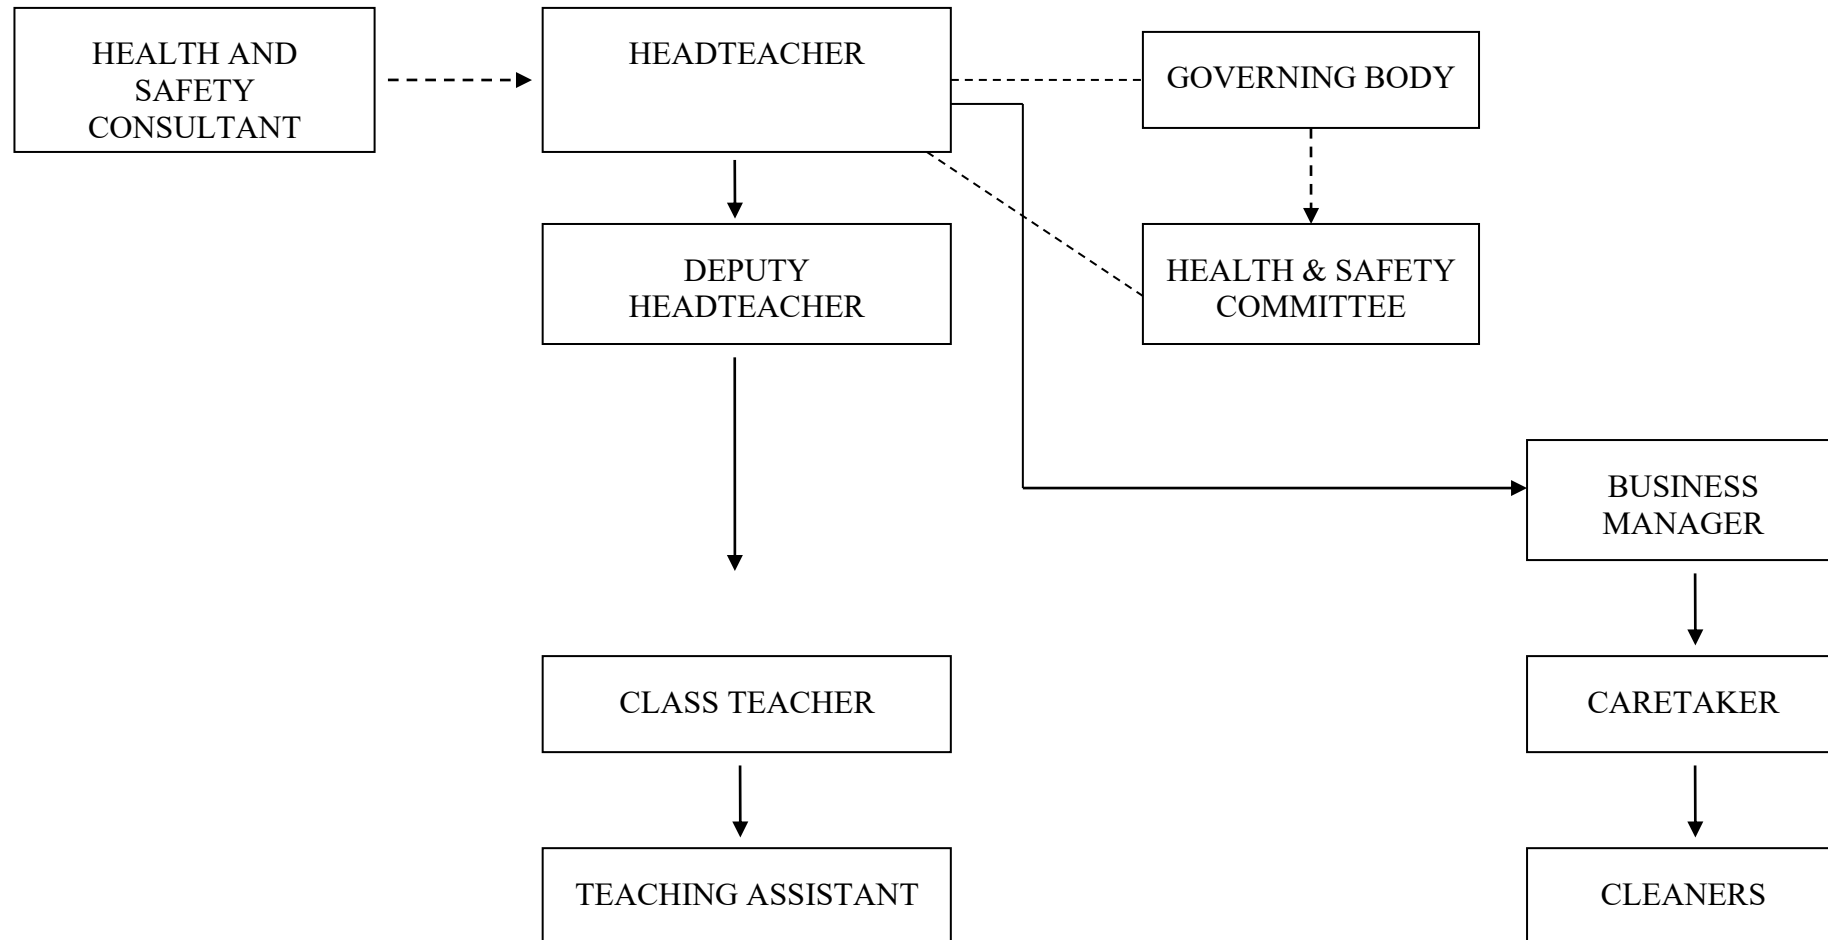 HEALTH AND
SAFETY
CONSULTANT
HEADTEACHER
GOVERNING BODY
DEPUTY
HEADTEACHER
HEALTH & SAFETY
COMMITTEE
BUSINESS
MANAGER
CLASS TEACHER
CARETAKER
TEACHING ASSISTANT
CLEANERS